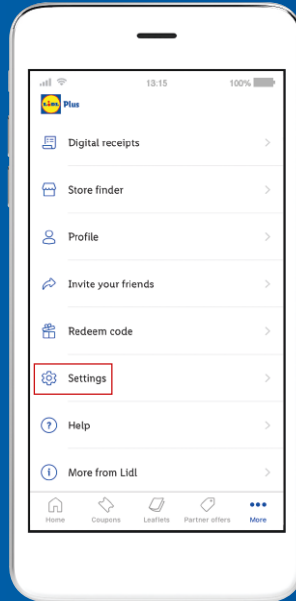 13:15
100%
Lidl Plus
Digital receipts
Store finder
Profile
Invite your friends
Redeem code
Settings
Help
More from Lidl
Home Coupons Leaflets Partner offers More